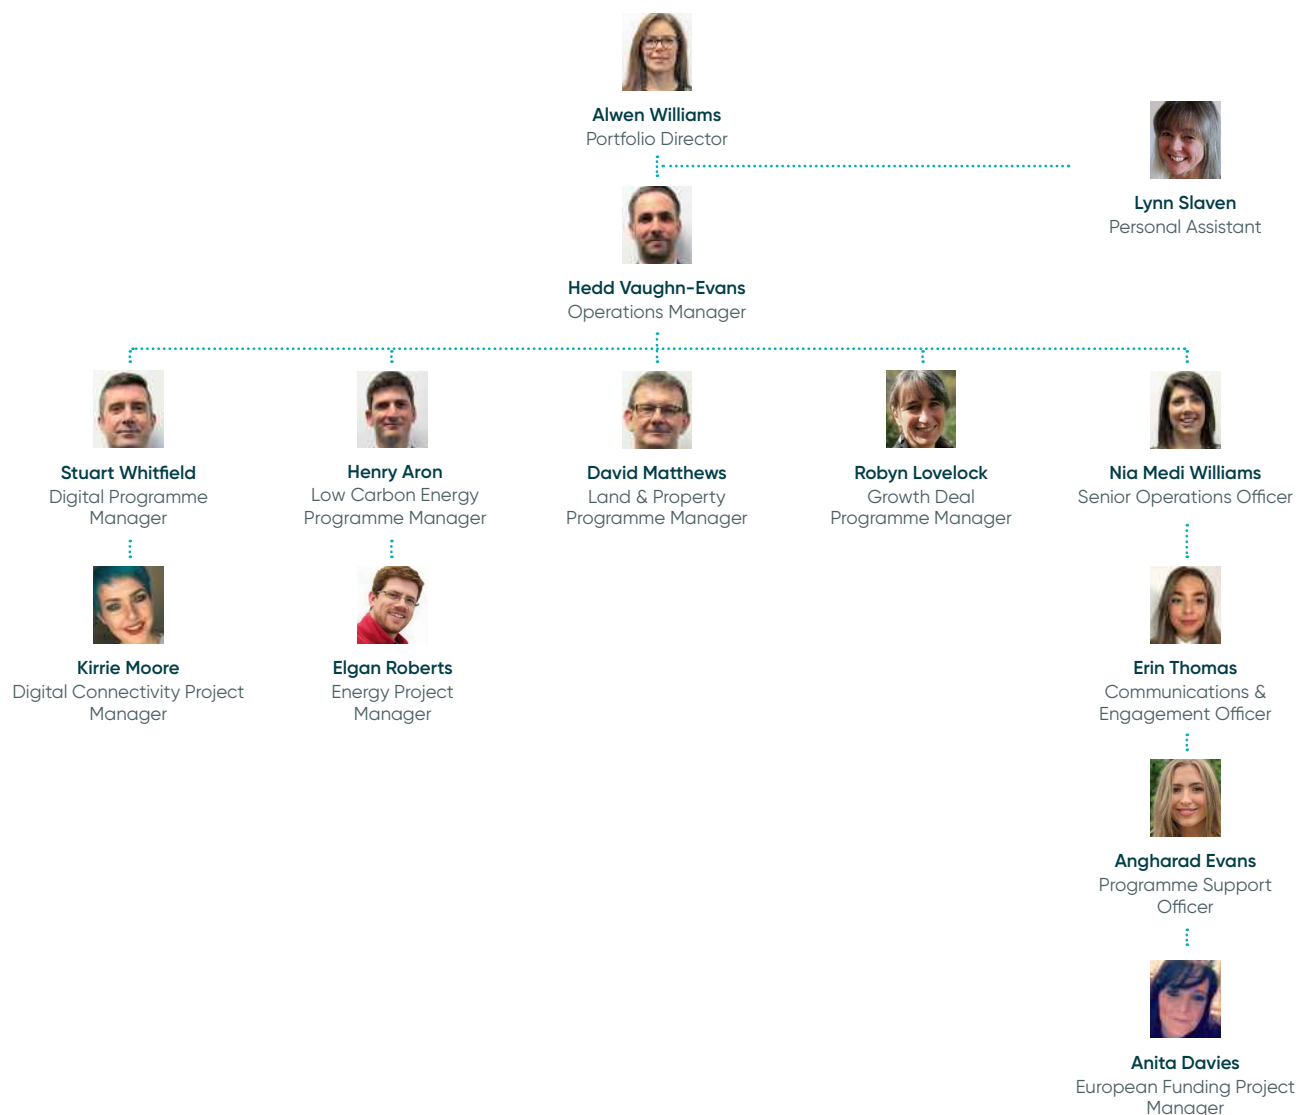 Alwen Williams
Portfolio Director
Lynn Slaven
Personal Assistant
Hedd Vaughn-Evans
Operations Manager
Stuart Whitfield
Digital Programme
Manager
Henry Aron
Low Carbon Energy
Programme Manager
David Matthews
Land & Property
Programme Manager
Robyn Lovelock
Growth Deal
Programme Manager
Nia Medi Williams
Senior Operations Officer
Kirrie Moore
Digital Connectivity Project
Manager
Elgan Roberts
Energy Project
Manager
Erin Thomas
Communications &
Engagement Officer
Angharad Evans
Programme Support
Officer
Anita Davies
European Funding Project
Manager